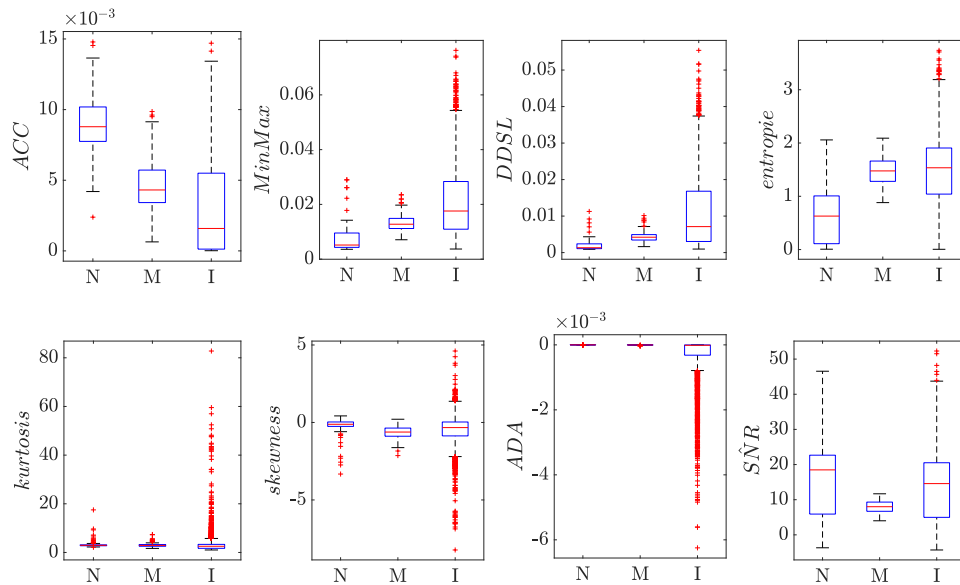 ×10⁻³
15
10
5
0
ACC
N M I
0.06
0.04
0.02
0
MinMax
N M I
0.05
0.04
0.03
0.02
0.01
0
DDSL
N M I
3
2
1
0
entropie
N M I
80
60
40
20
0
kurtosis
N M I
5
0
-5
skewness
N M I
×10⁻³
0
-2
-4
-6
ADA
N M I
50
40
30
20
10
0
SN̂R
N M I